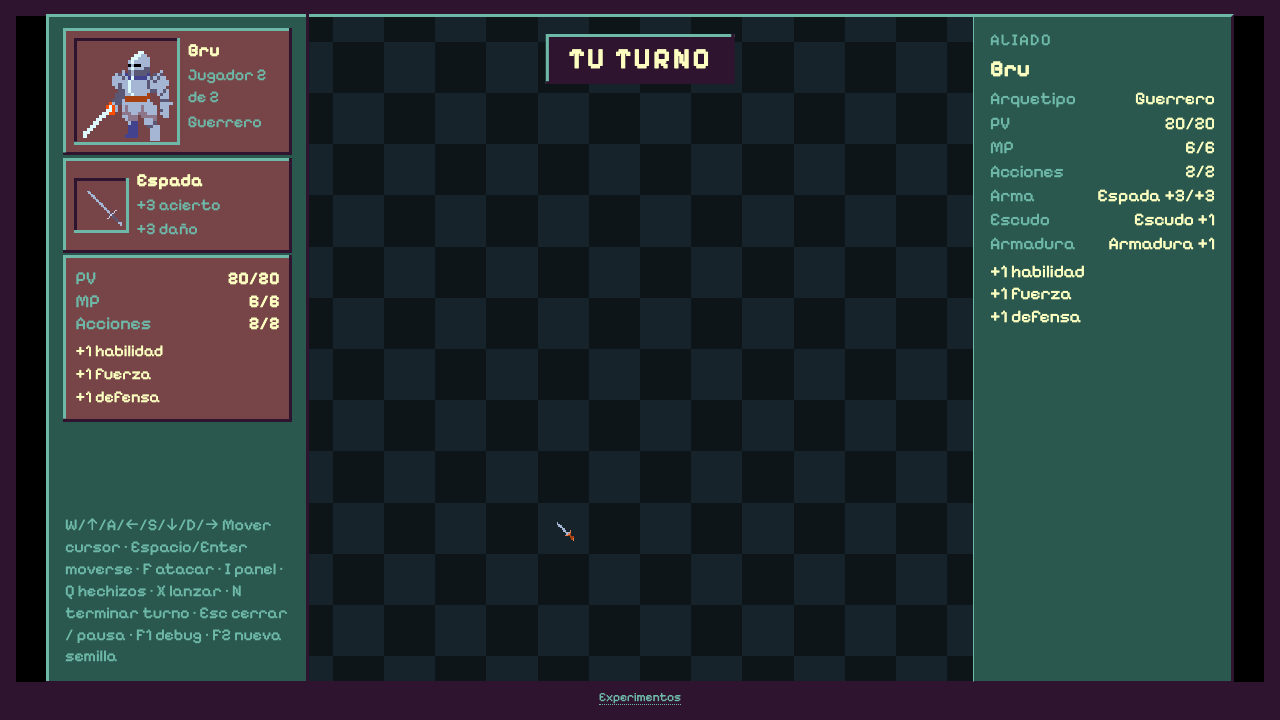 Gru
Jugador 2
de 2
Guerrero
Espada
+3 acierto
+3 daño
PV 20/20
MP 6/6
Acciones 2/2
+1 habilidad
+1 fuerza
+1 defensa
W/↑/A/←/S/↓/D/→ Mover
cursor · Espacio/Enter
moverse · F atacar · I panel ·
Q hechizos · X lanzar · N
terminar turno · Esc cerrar
/ pausa · F1 debug · F2 nueva
semilla
TU TURNO
ALIADO
Gru
Arquetipo Guerrero
PV 20/20
MP 6/6
Acciones 2/2
Arma Espada +3/+3
Escudo Escudo +1
Armadura Armadura +1
+1 habilidad
+1 fuerza
+1 defensa
Experimentos